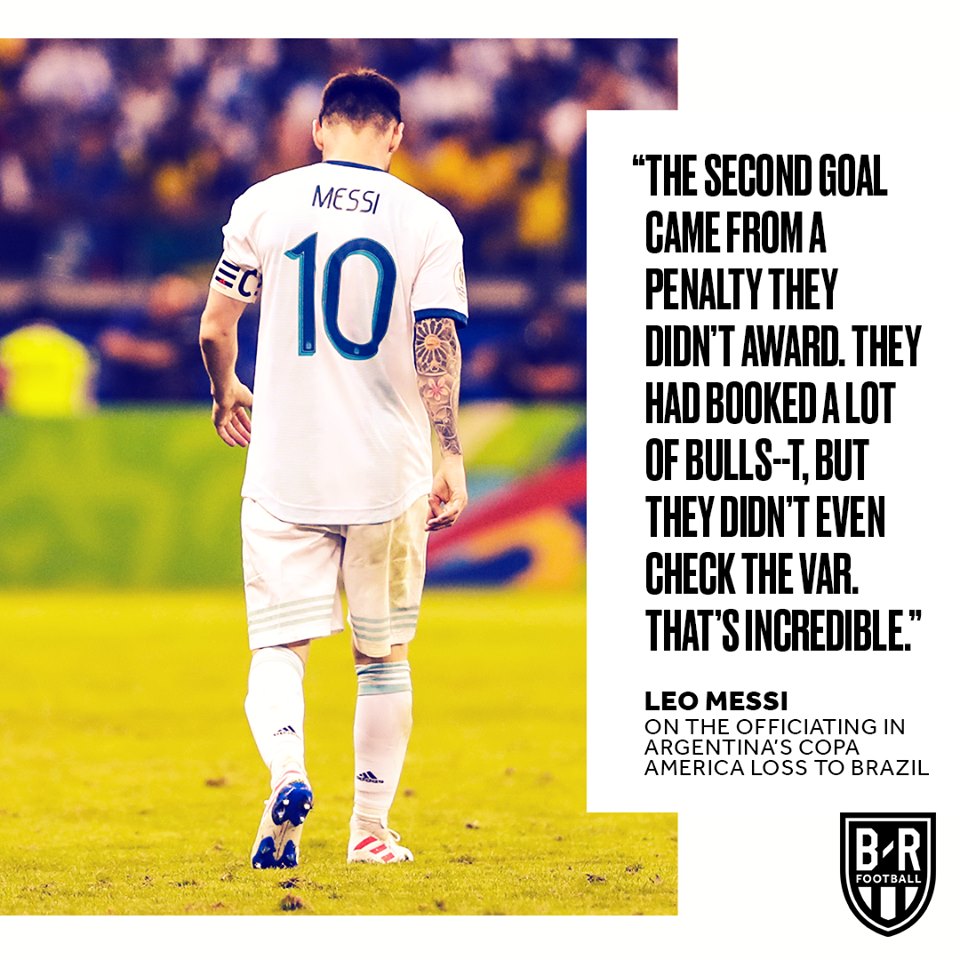 MESSI
10
C
“THE SECOND GOAL
CAME FROM A
PENALTY THEY
DIDN’T AWARD. THEY
HAD BOOKED A LOT
OF BULLS--T, BUT
THEY DIDN’T EVEN
CHECK THE VAR.
THAT’S INCREDIBLE.”
LEO MESSI
ON THE OFFICIATING IN
ARGENTINA’S COPA
AMERICA LOSS TO BRAZIL
adidas
B-R
FOOTBALL